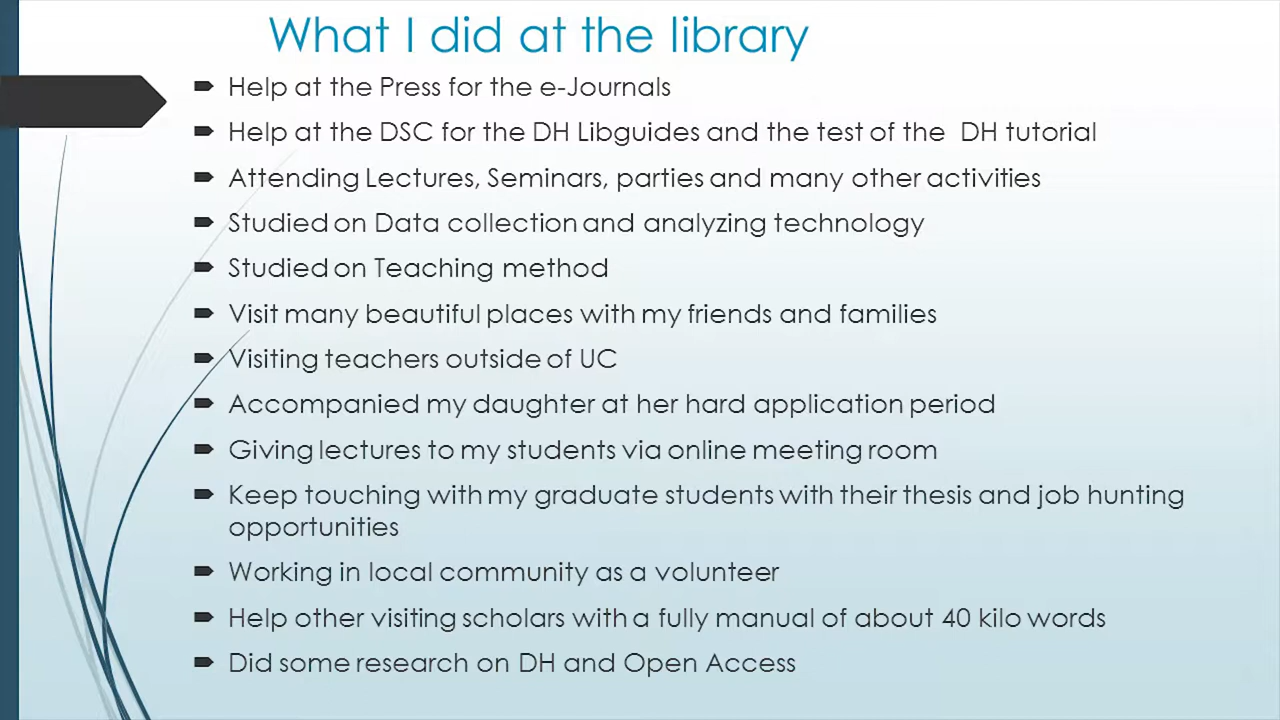 What I did at the library
Help at the Press for the e-Journals
Help at the DSC for the DH Libguides and the test of the DH tutorial
Attending Lectures, Seminars, parties and many other activities
Studied on Data collection and analyzing technology
Studied on Teaching method
Visit many beautiful places with my friends and families
Visiting teachers outside of UC
Accompanied my daughter at her hard application period
Giving lectures to my students via online meeting room
Keep touching with my graduate students with their thesis and job hunting
opportunities
Working in local community as a volunteer
Help other visiting scholars with a fully manual of about 40 kilo words
Did some research on DH and Open Access